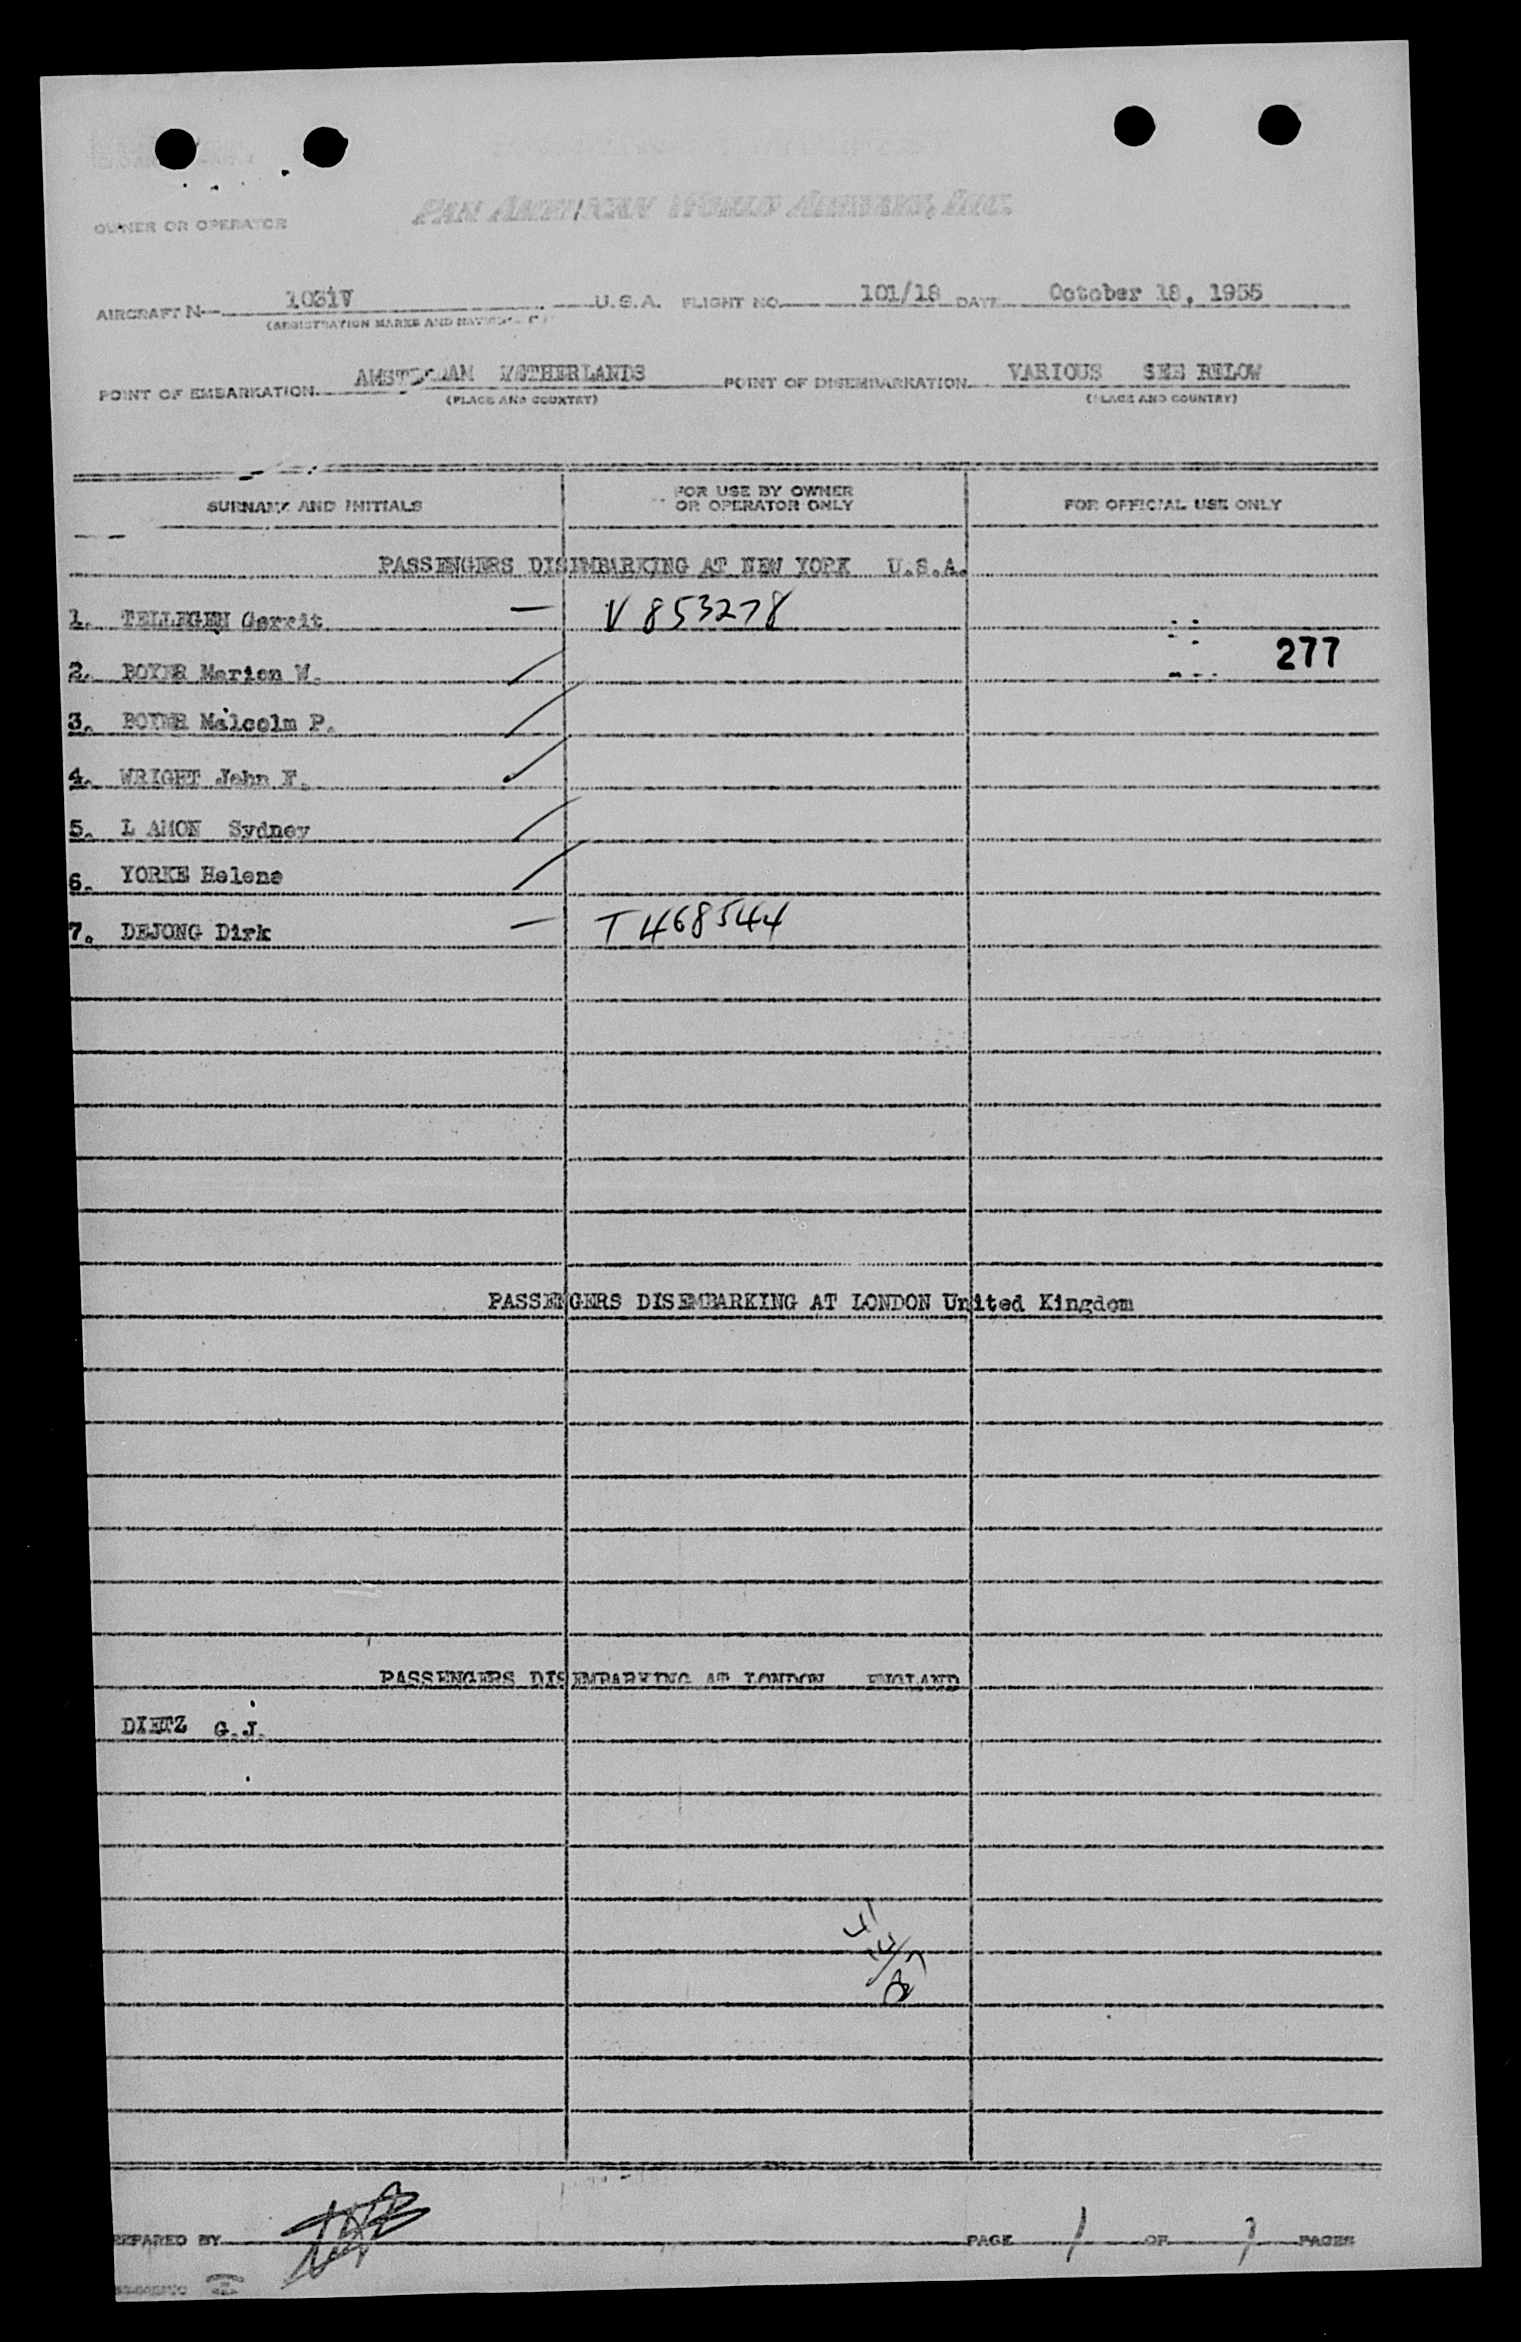 OWNER OR OPERATOR PAN AMERICAN WORLD AIRWAYS, INC.
AIRCRAFT N- 1031V U.S.A. FLIGHT NO. 101/18 DATE October 18, 1955
(REGISTRATION MARKS AND NATIONALITY)
POINT OF EMBARKATION AMSTERDAM NETHERLANDS POINT OF DISEMBARKATION VARIOUS SEE BELOW
(PLACE AND COUNTRY) (PLACE AND COUNTRY)
SURNAME AND INITIALS FOR USE BY OWNER OR OPERATOR ONLY FOR OFFICIAL USE ONLY
PASSENGERS DISIMBARKING AT NEW YORK U.S.A.
1. TELLEGEN Gerrit — V 853278
277
2. BOYER Marion W.
3. BOYER Malcolm P.
4. WRIGHT John F.
5. L AMON Sydney
6. YORKE Helene
7. DEJONG Dirk — T468544
PASSENGERS DISEMBARKING AT LONDON United Kingdom
PASSENGERS DISEMBARKING AT LONDON ENGLAND
DIETZ G.J.
PREPARED BY PAGE 1 OF 1 PAGES